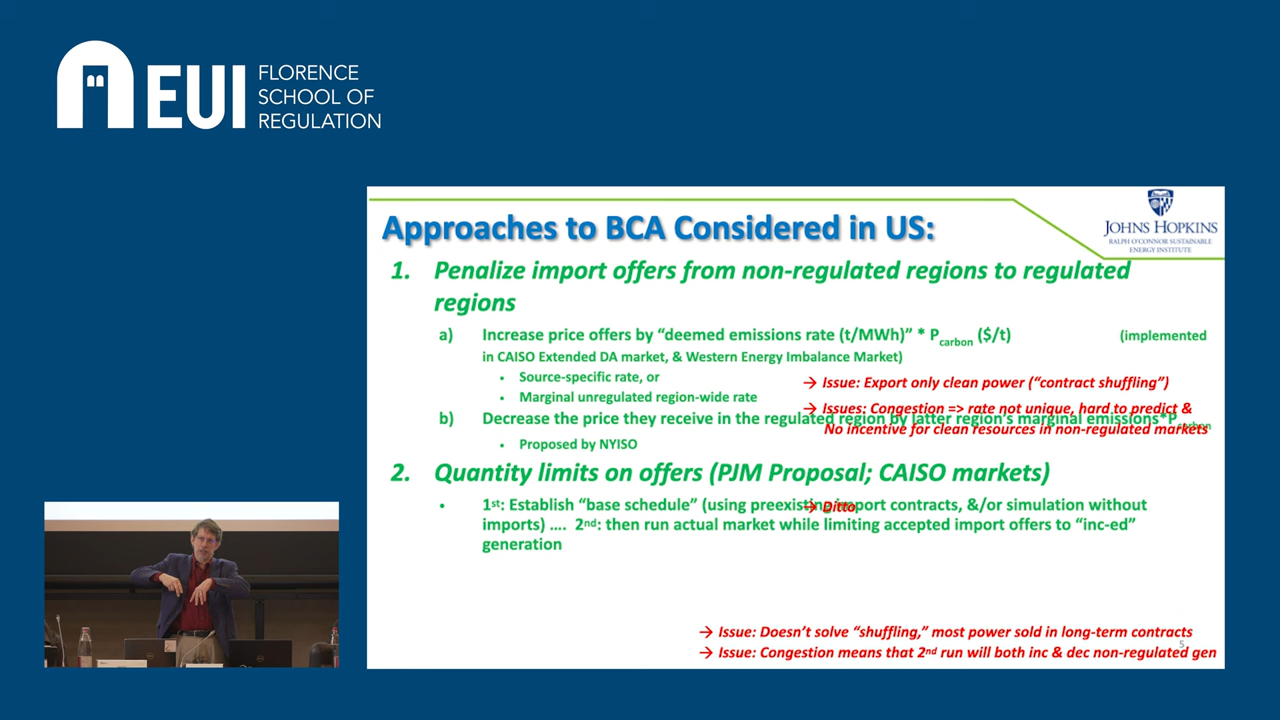 EUI
FLORENCE
SCHOOL OF
REGULATION
Approaches to BCA Considered in US:
JOHNS HOPKINS
RALPH O'CONNOR SUSTAINABLE
ENERGY INSTITUTE
1. Penalize import offers from non-regulated regions to regulated
regions
a) Increase price offers by “deemed emissions rate (t/MWh)” * Pcarbon ($/t) (implemented
in CAISO Extended DA market, & Western Energy Imbalance Market)
• Source-specific rate, or
→ Issue: Export only clean power (“contract shuffling”)
• Marginal unregulated region-wide rate
→ Issues: Congestion => rate not unique, hard to predict &
b) Decrease the price they receive in the regulated region by latter region's marginal emissions*Pcarbon
No incentive for clean resources in non-regulated markets
• Proposed by NYISO
2. Quantity limits on offers (PJM Proposal; CAISO markets)
• 1st: Establish “base schedule” (using preexisting import contracts, &/or simulation without
→ Ditto
imports) .... 2nd: then run actual market while limiting accepted import offers to “inc-ed”
generation
→ Issue: Doesn't solve “shuffling,” most power sold in long-term contracts
5
→ Issue: Congestion means that 2nd run will both inc & dec non-regulated gen